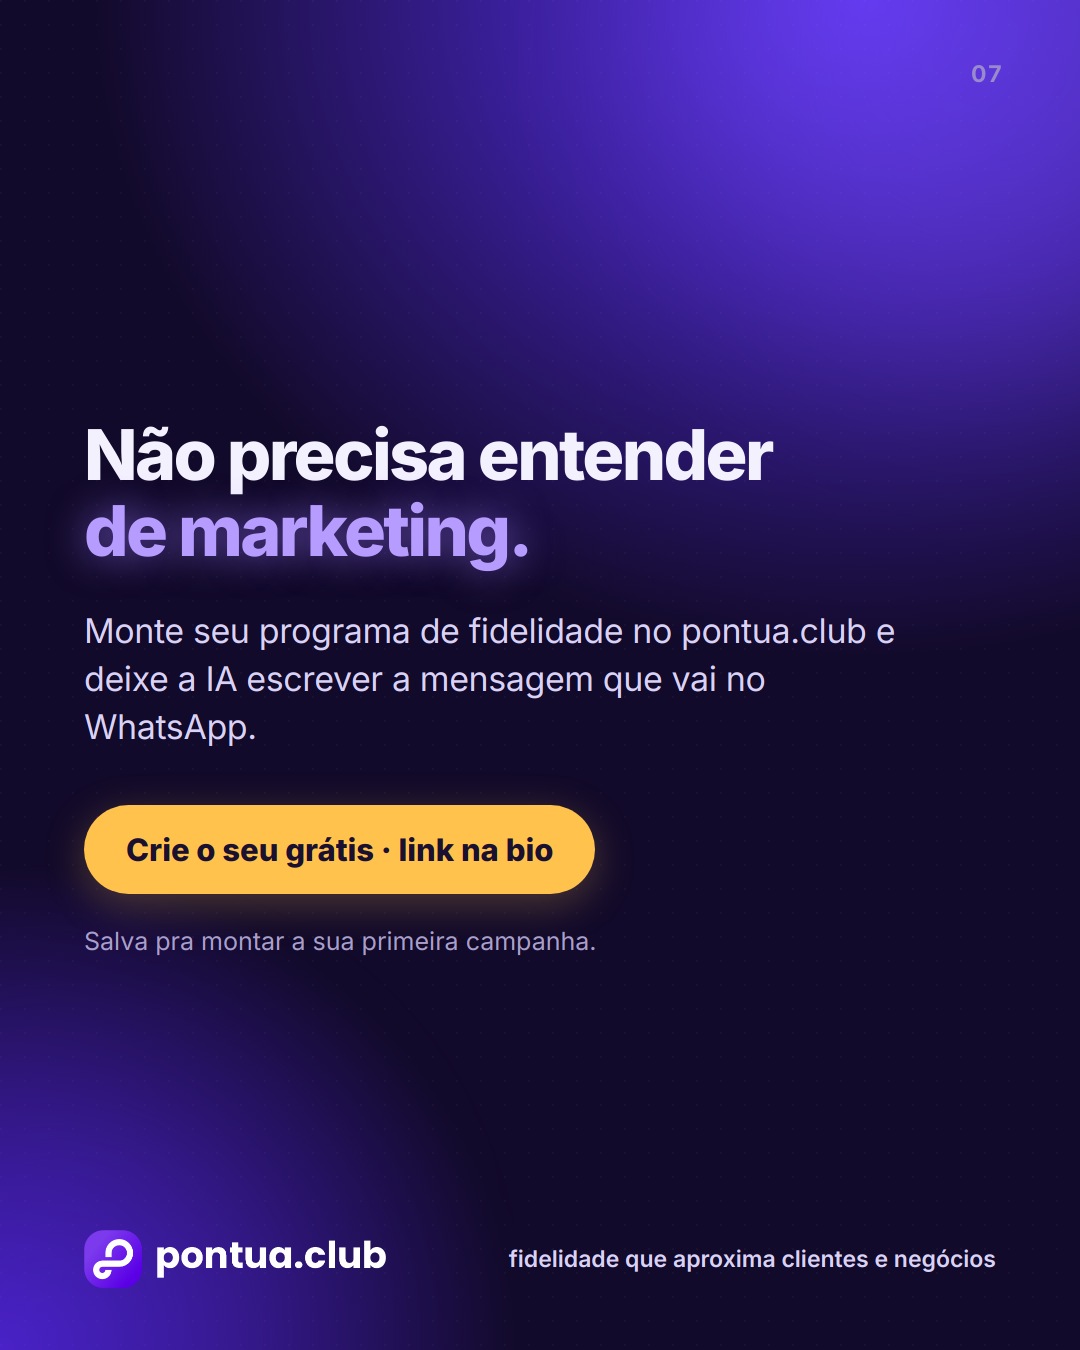 07
Não precisa entender
de marketing.
Monte seu programa de fidelidade no pontua.club e
deixe a IA escrever a mensagem que vai no
WhatsApp.
Crie o seu grátis · link na bio
Salva pra montar a sua primeira campanha.
pontua.club
fidelidade que aproxima clientes e negócios